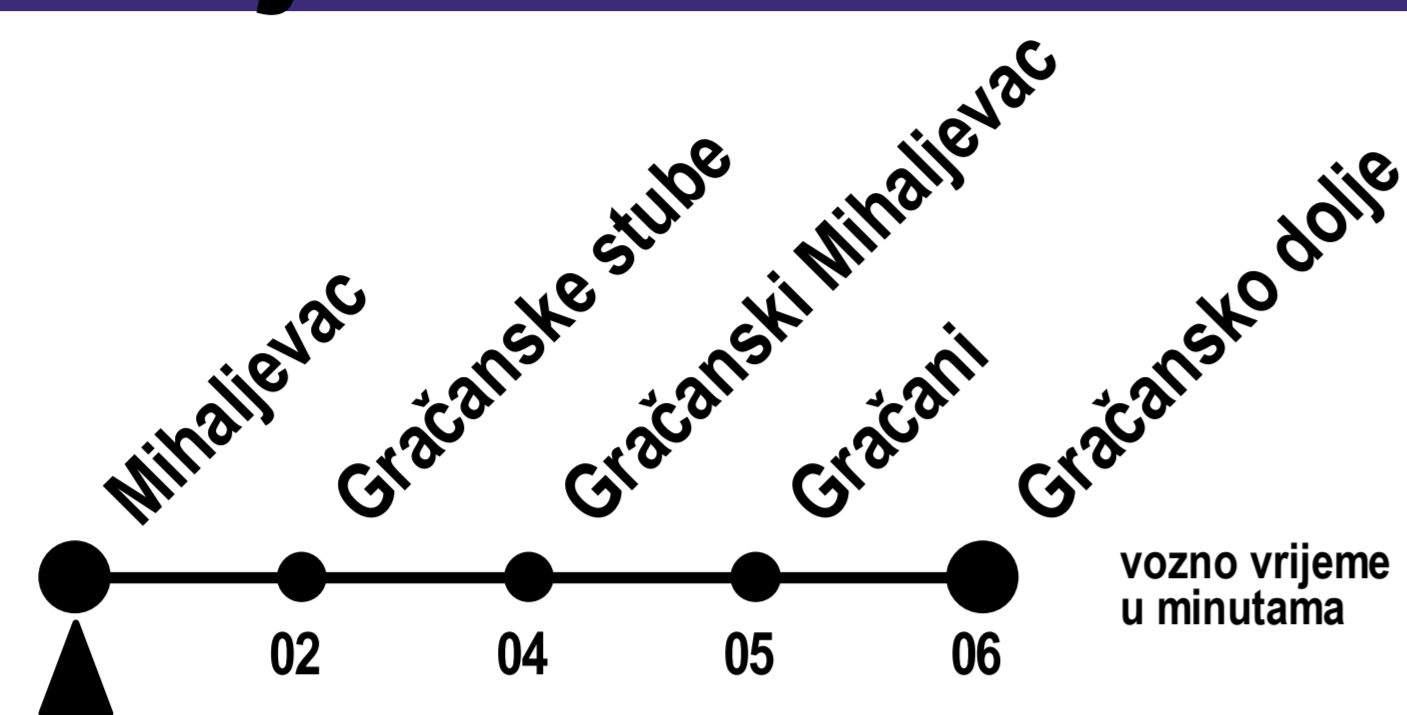 Mihaljevac
Gračanske stube
Gračanski Mihaljevac
Gračani
Gračansko dolje
02
04
05
06
vozno vrijeme
u minutama